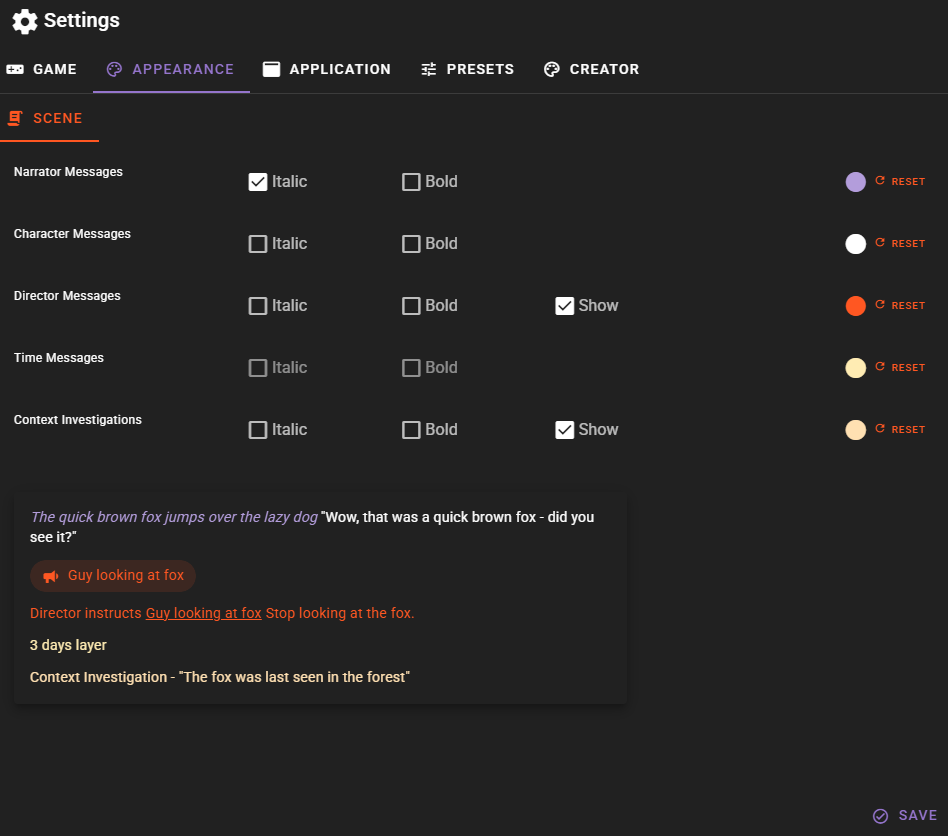 Settings
GAME APPEARANCE APPLICATION PRESETS CREATOR
SCENE
Narrator Messages Italic Bold RESET
Character Messages Italic Bold RESET
Director Messages Italic Bold Show RESET
Time Messages Italic Bold RESET
Context Investigations Italic Bold Show RESET
The quick brown fox jumps over the lazy dog "Wow, that was a quick brown fox - did you
see it?"
Guy looking at fox
Director instructs Guy looking at fox Stop looking at the fox.
3 days layer
Context Investigation - "The fox was last seen in the forest"
SAVE